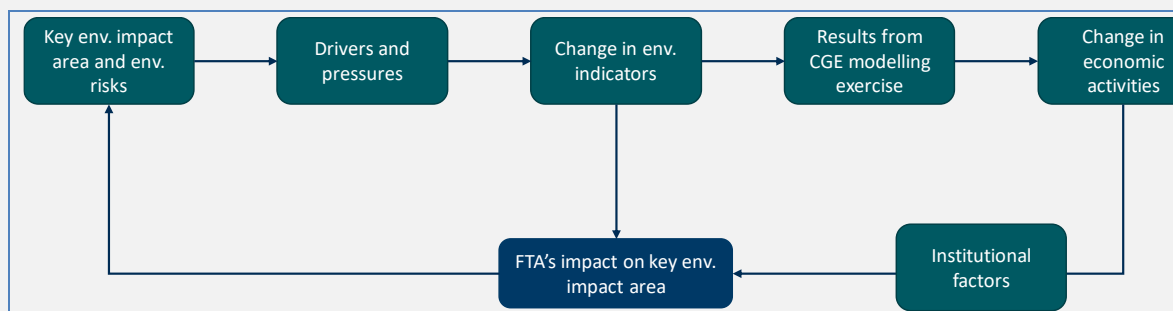 Key env. impact
area and env.
risks
Drivers and
pressures
Change in env.
indicators
Results from
CGE modelling
exercise
Change in
economic
activities
FTA's impact on key env.
impact area
Institutional
factors